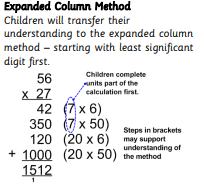 Expanded Column Method
Children will transfer their
understanding to the expanded column
method – starting with least significant
digit first.
56
x 27
42 (7 x 6)
350 (7 x 50)
120 (20 x 6)
+ 1000 (20 x 50)
1512
1
Children complete
units part of the
calculation first.
Steps in brackets
may support
understanding of
the method